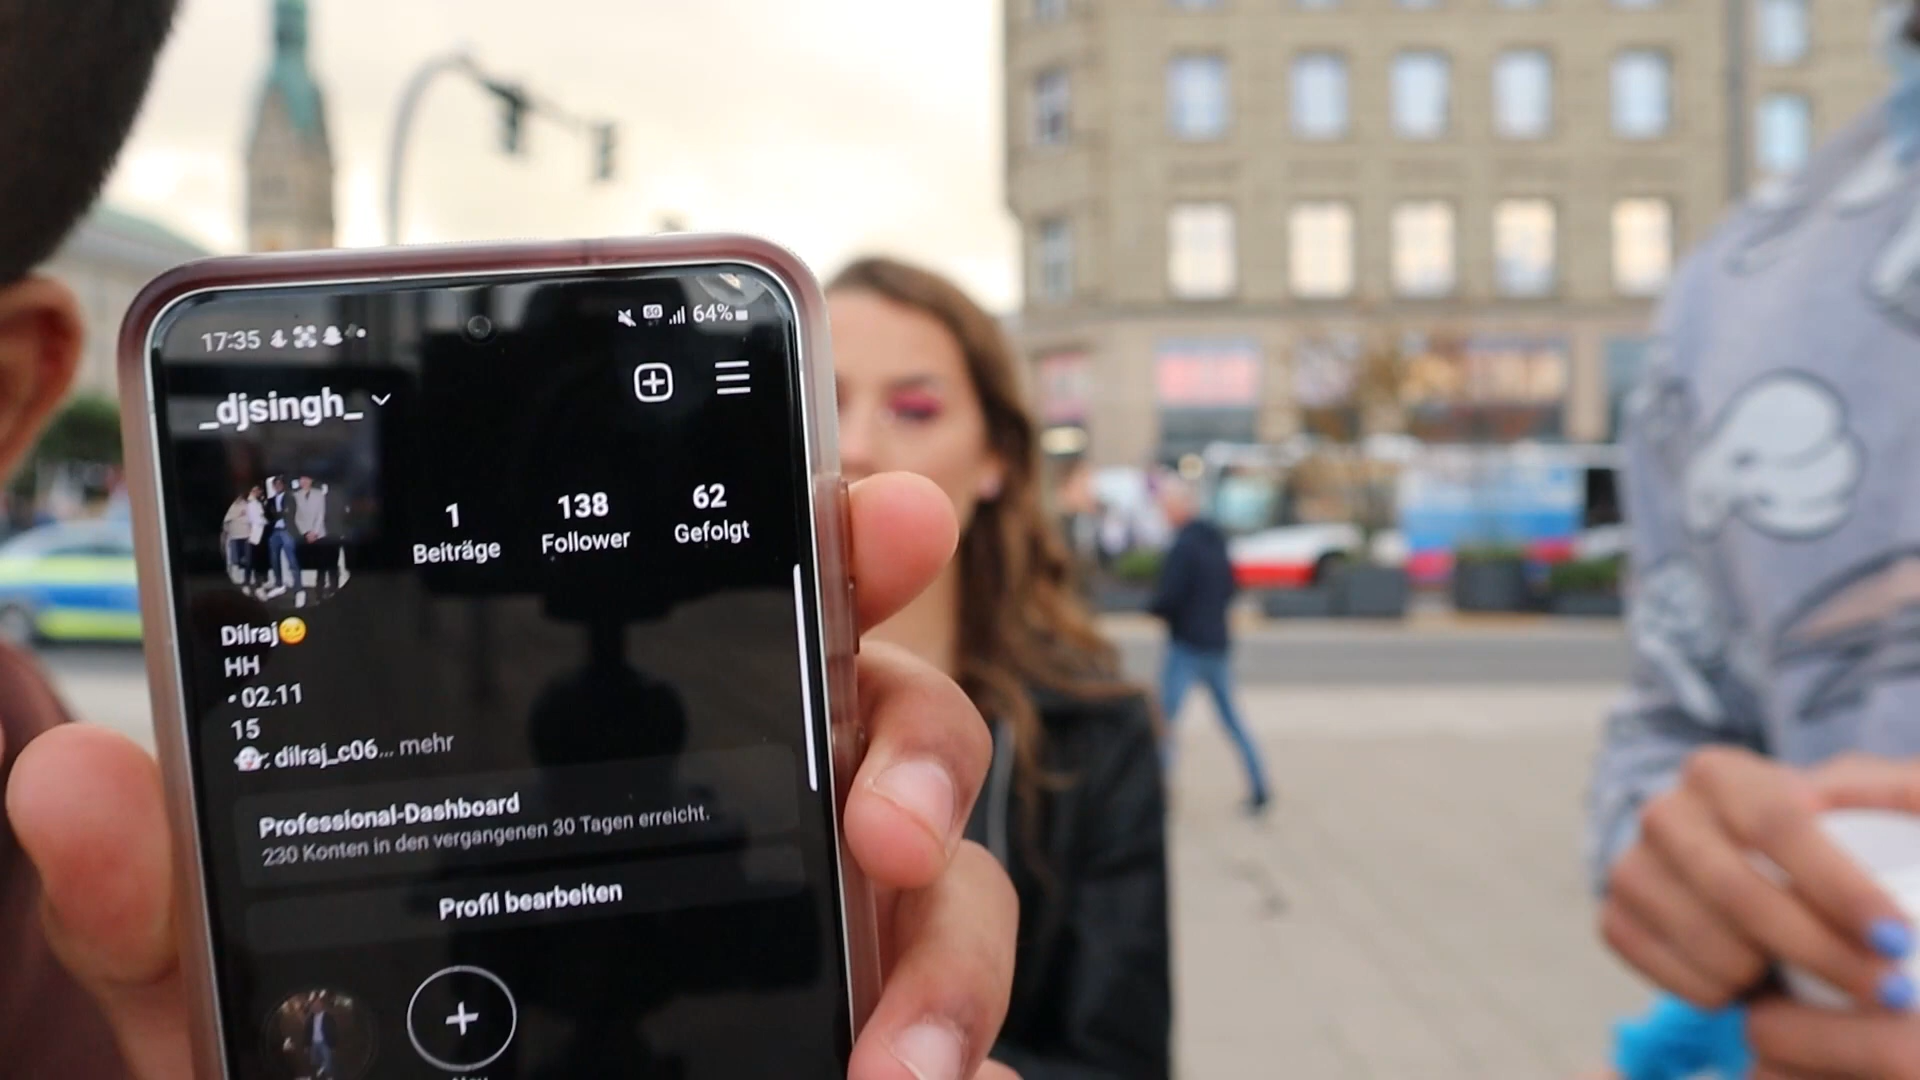 17:35
5G 64%
_djsingh_
1 138 62
Beiträge Follower Gefolgt
Dilraj😊
HH
• 02.11
15
👻: dilraj_c06... mehr
Professional-Dashboard
230 Konten in den vergangenen 30 Tagen erreicht.
Profil bearbeiten